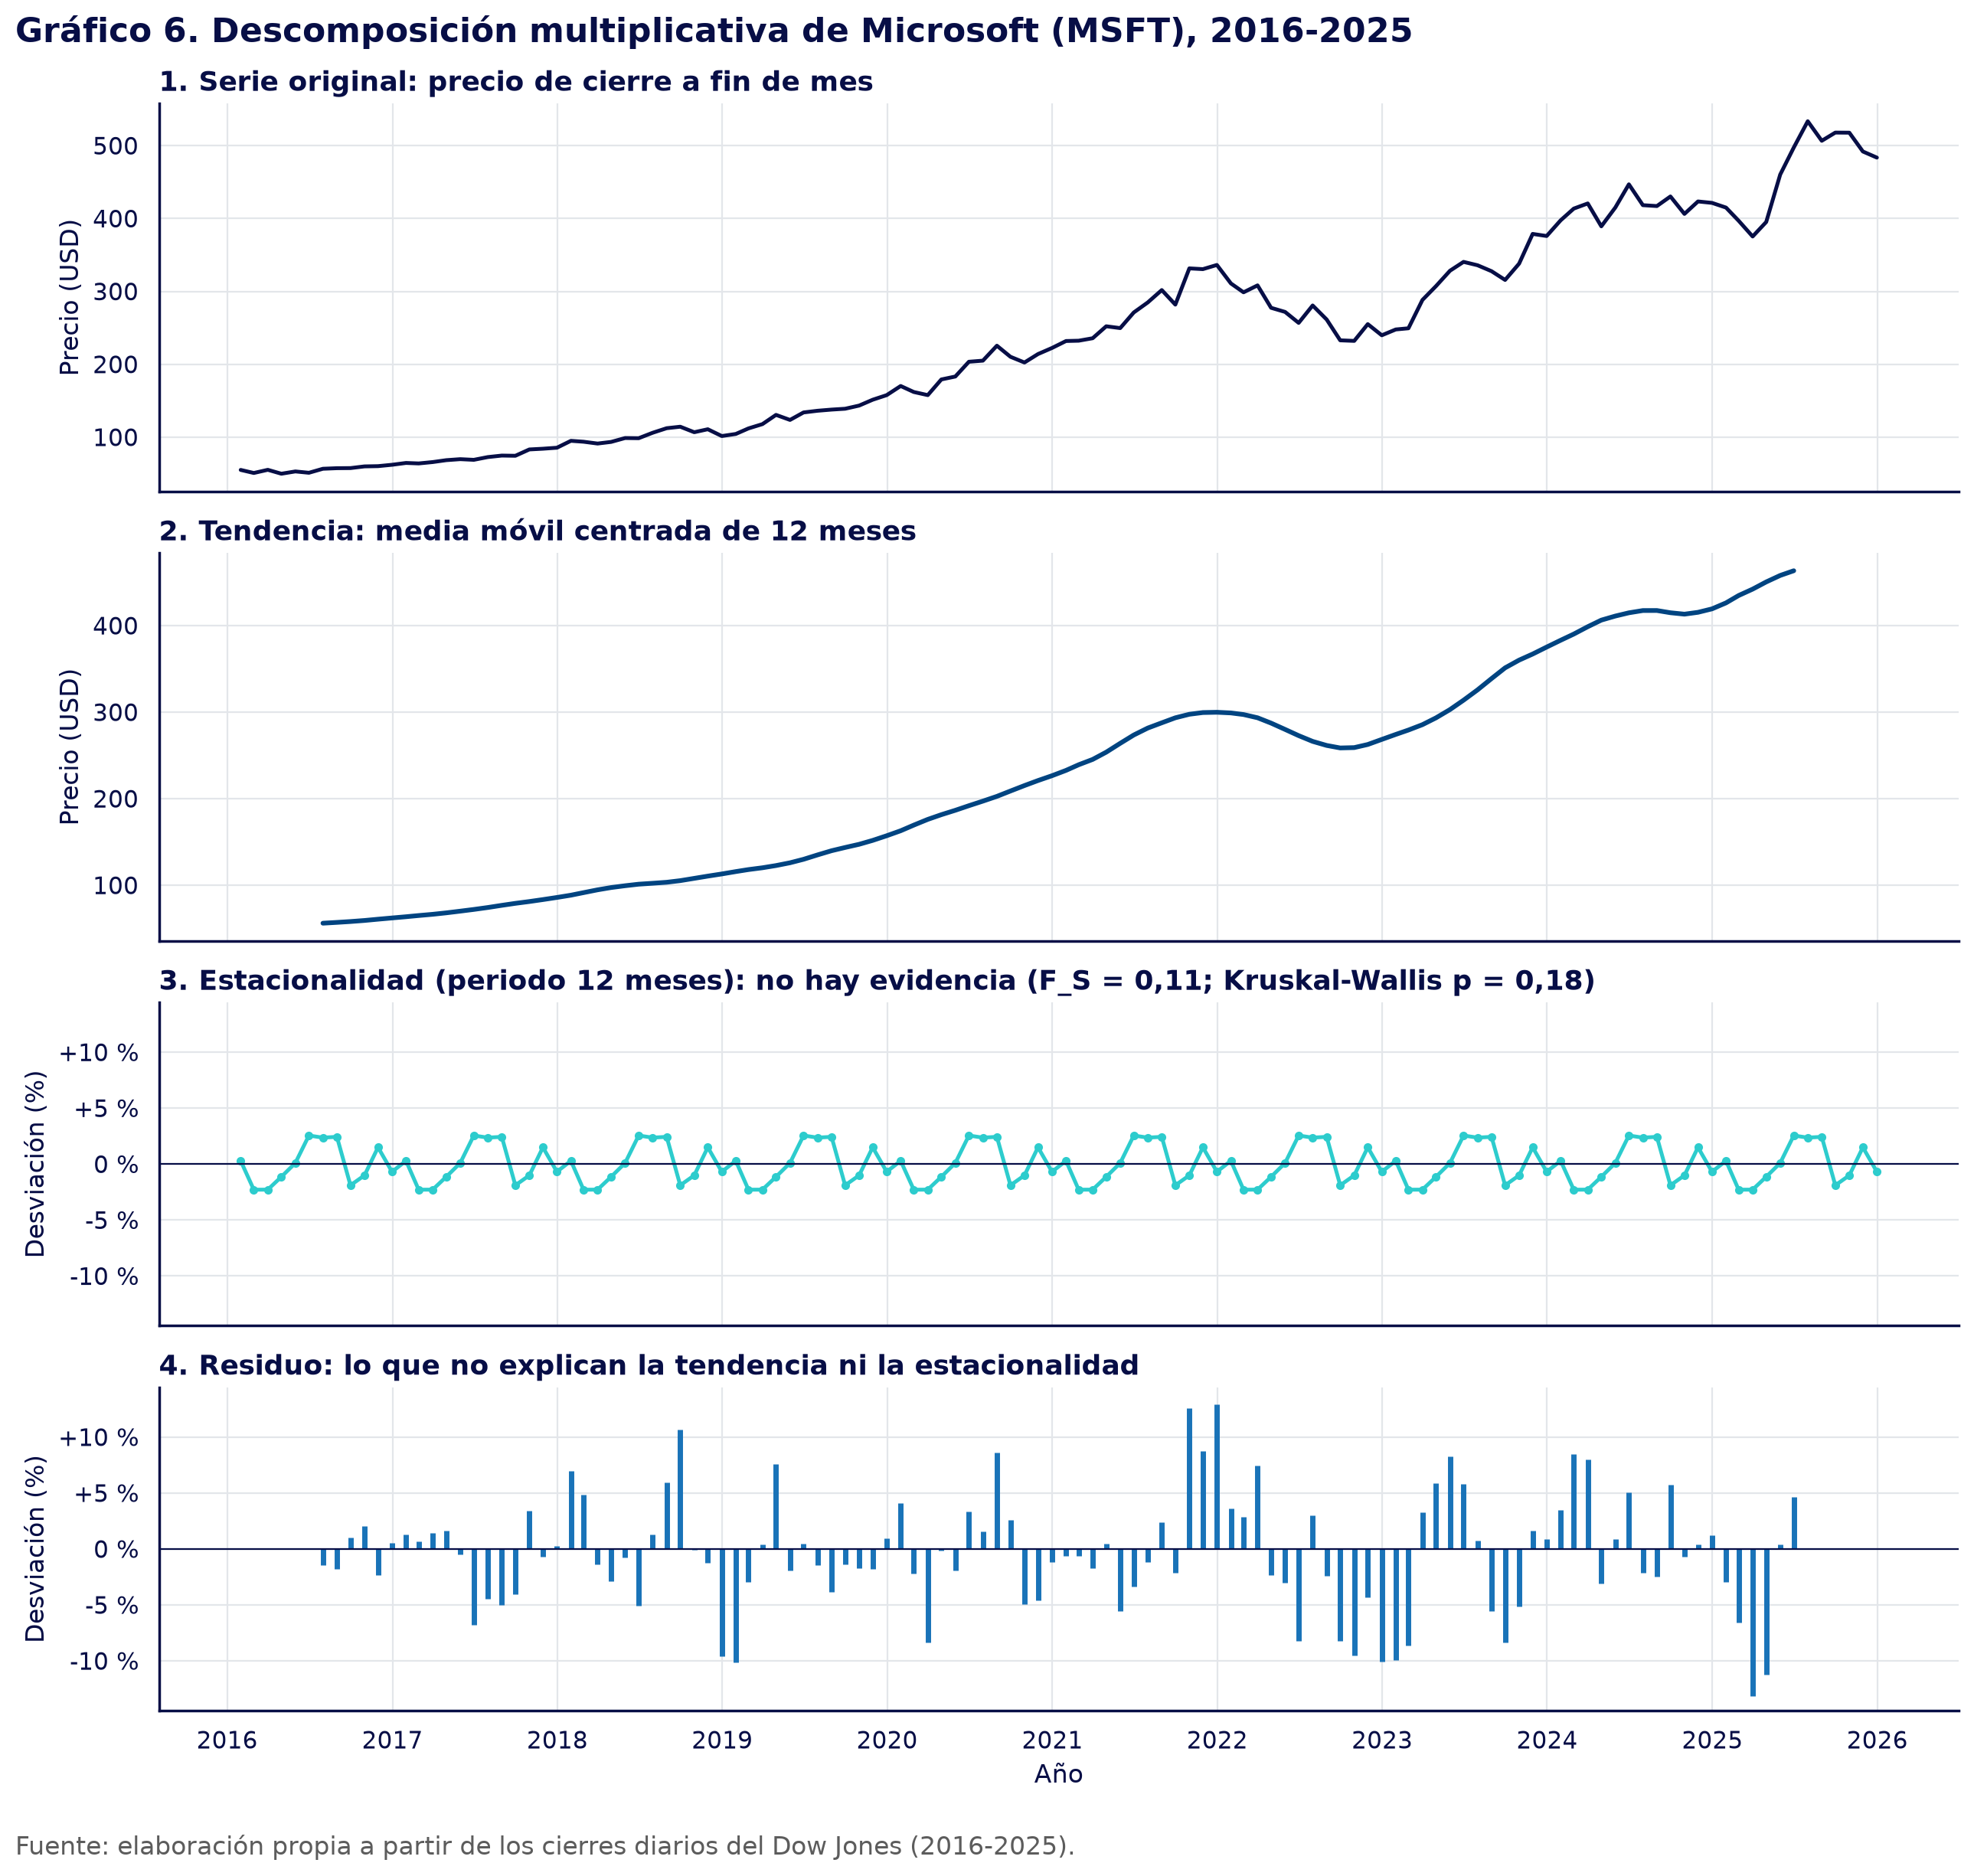 Gráfico 6. Descomposición multiplicativa de Microsoft (MSFT), 2016-2025
1. Serie original: precio de cierre a fin de mes
Precio (USD)
500
400
300
200
100
2. Tendencia: media móvil centrada de 12 meses
Precio (USD)
400
300
200
100
3. Estacionalidad (periodo 12 meses): no hay evidencia (F_S = 0,11; Kruskal-Wallis p = 0,18)
Desviación (%)
+10 %
+5 %
0 %
-5 %
-10 %
4. Residuo: lo que no explican la tendencia ni la estacionalidad
Desviación (%)
+10 %
+5 %
0 %
-5 %
-10 %
2016 2017 2018 2019 2020 2021 2022 2023 2024 2025 2026
Año
Fuente: elaboración propia a partir de los cierres diarios del Dow Jones (2016-2025).